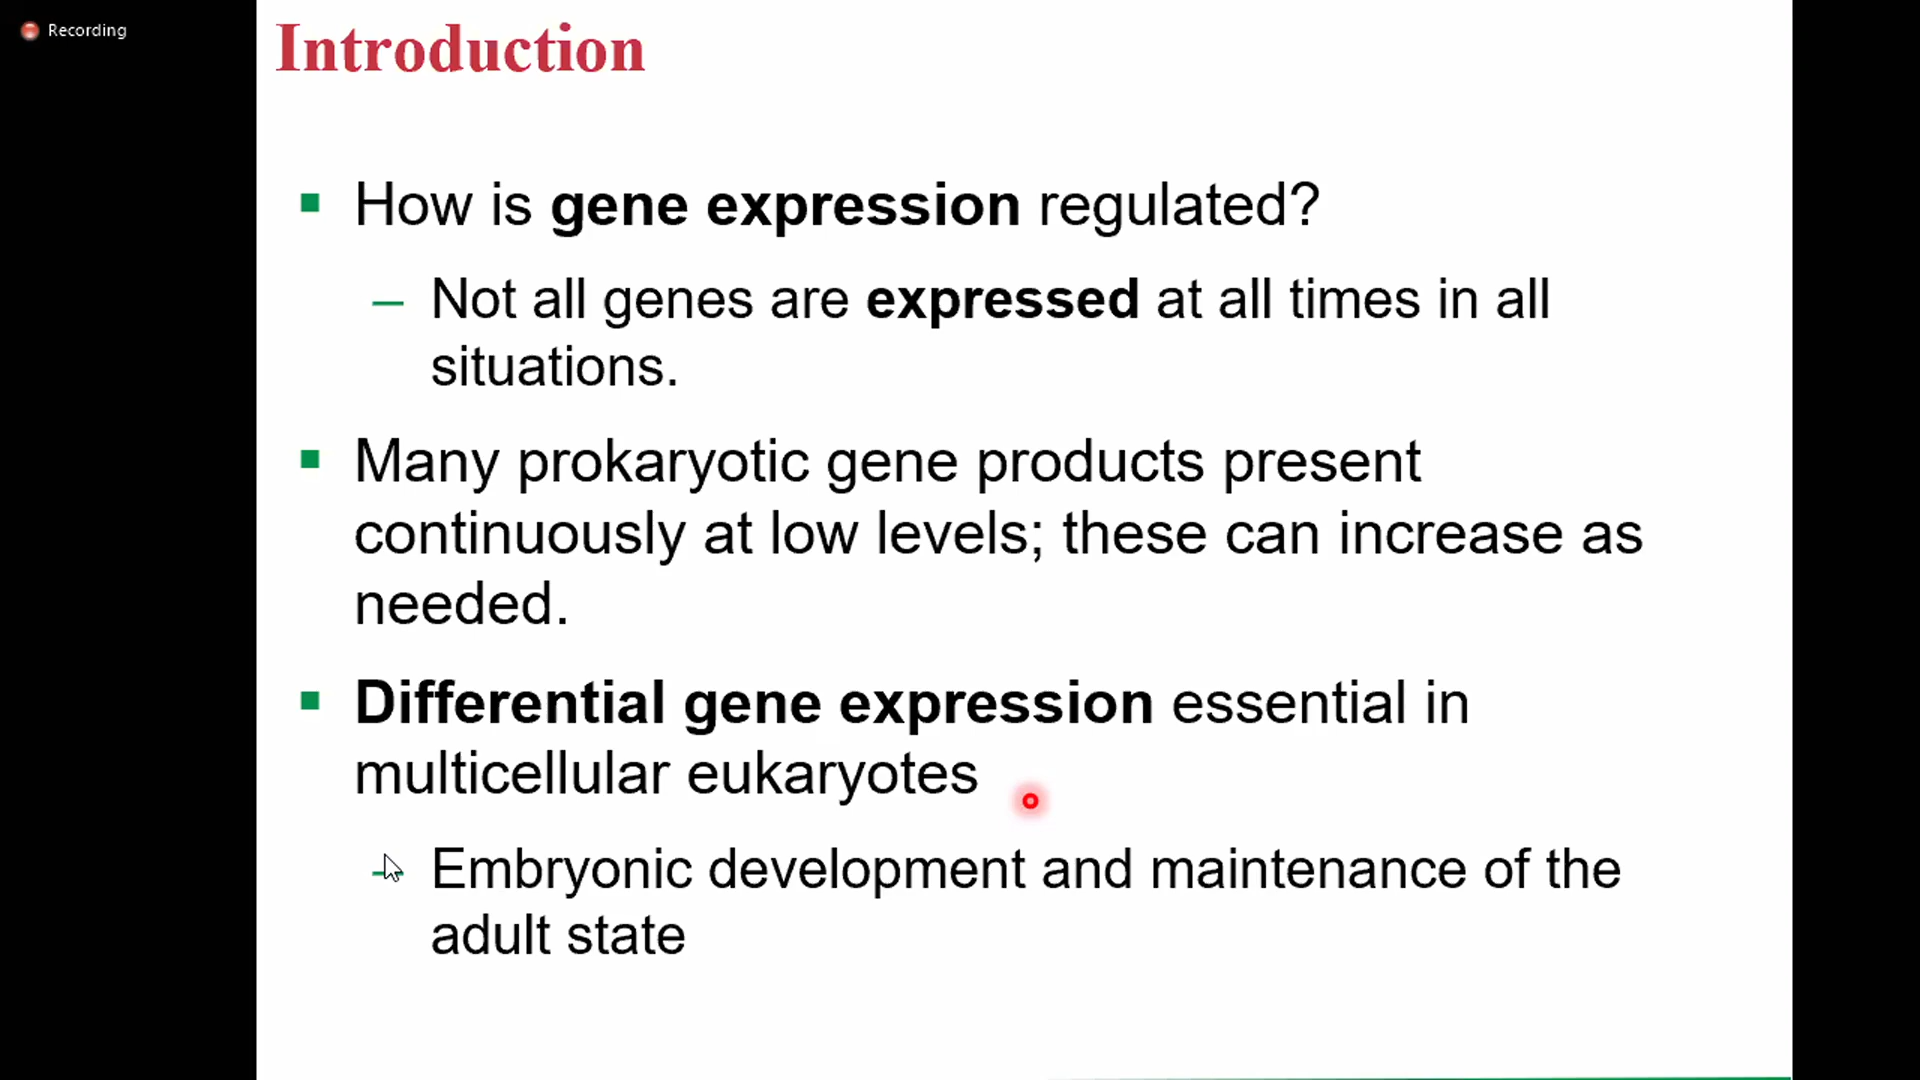 Recording
Introduction
▪ How is gene expression regulated?
– Not all genes are expressed at all times in all
situations.
▪ Many prokaryotic gene products present
continuously at low levels; these can increase as
needed.
▪ Differential gene expression essential in
multicellular eukaryotes
– Embryonic development and maintenance of the
adult state